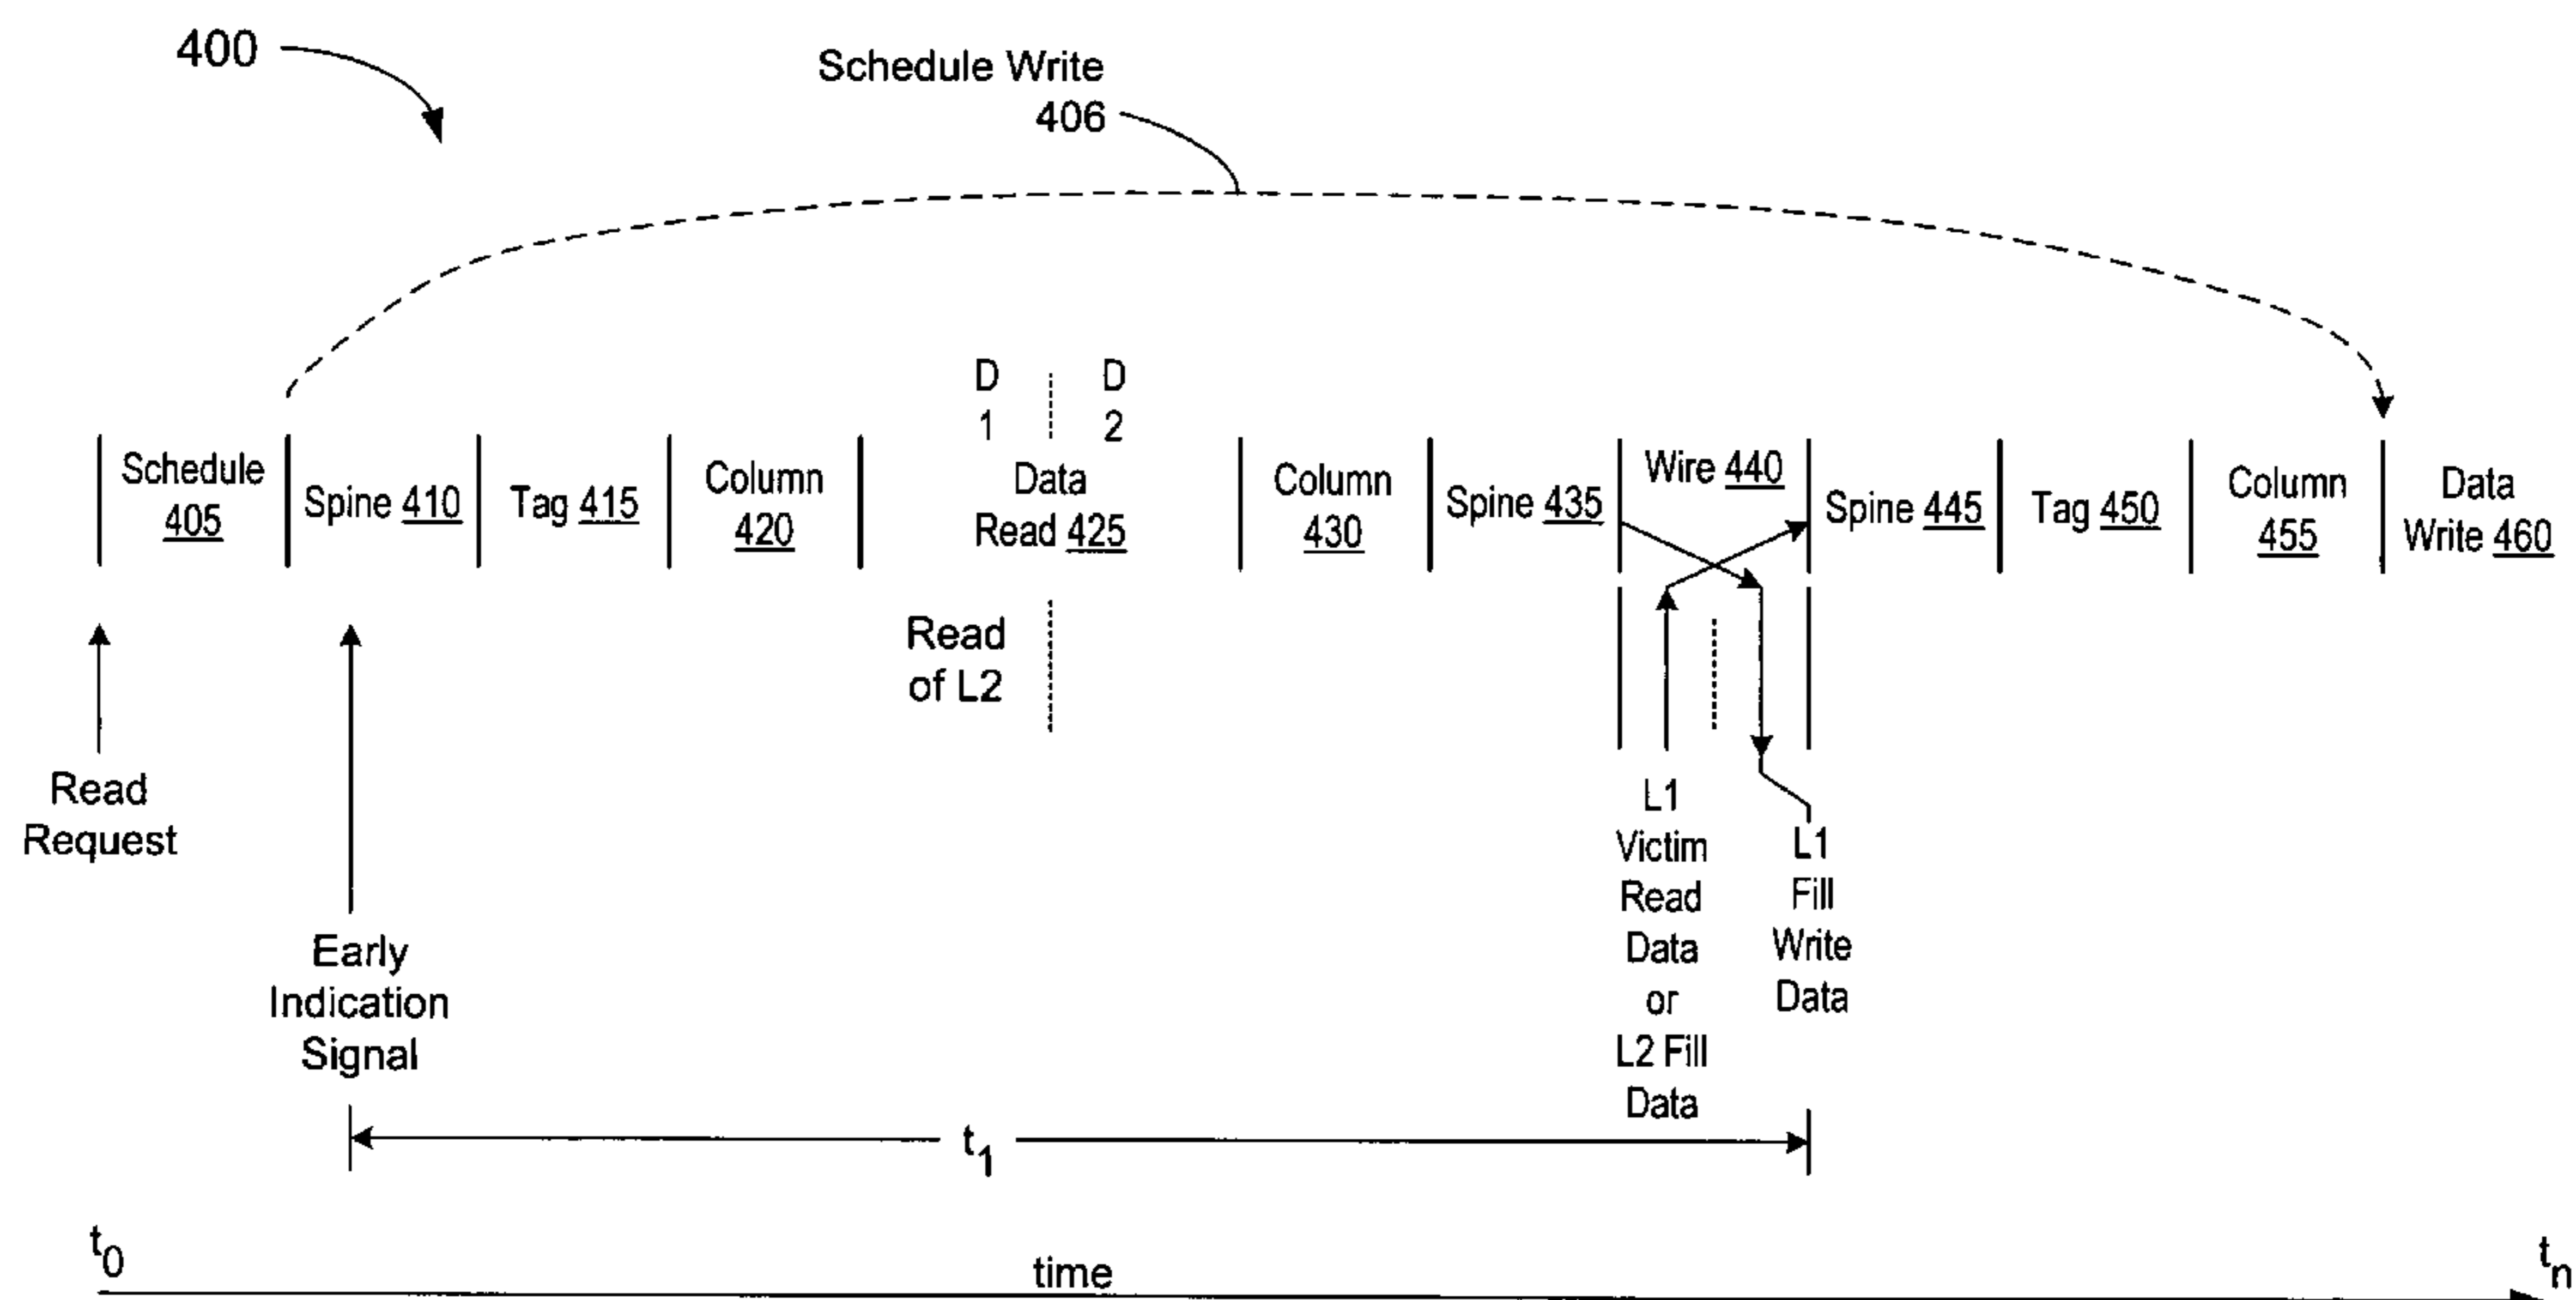 400
Schedule Write
406
D
1
D
2
Schedule
405
Spine 410
Tag 415
Column
420
Data
Read 425
Column
430
Spine 435
Wire 440
Spine 445
Tag 450
Column
455
Data
Write 460
Read
of L2
Read
Request
Early
Indication
Signal
L1
Victim
Read
Data
or
L2 Fill
Data
L1
Fill
Write
Data
t1
t0
time
tn